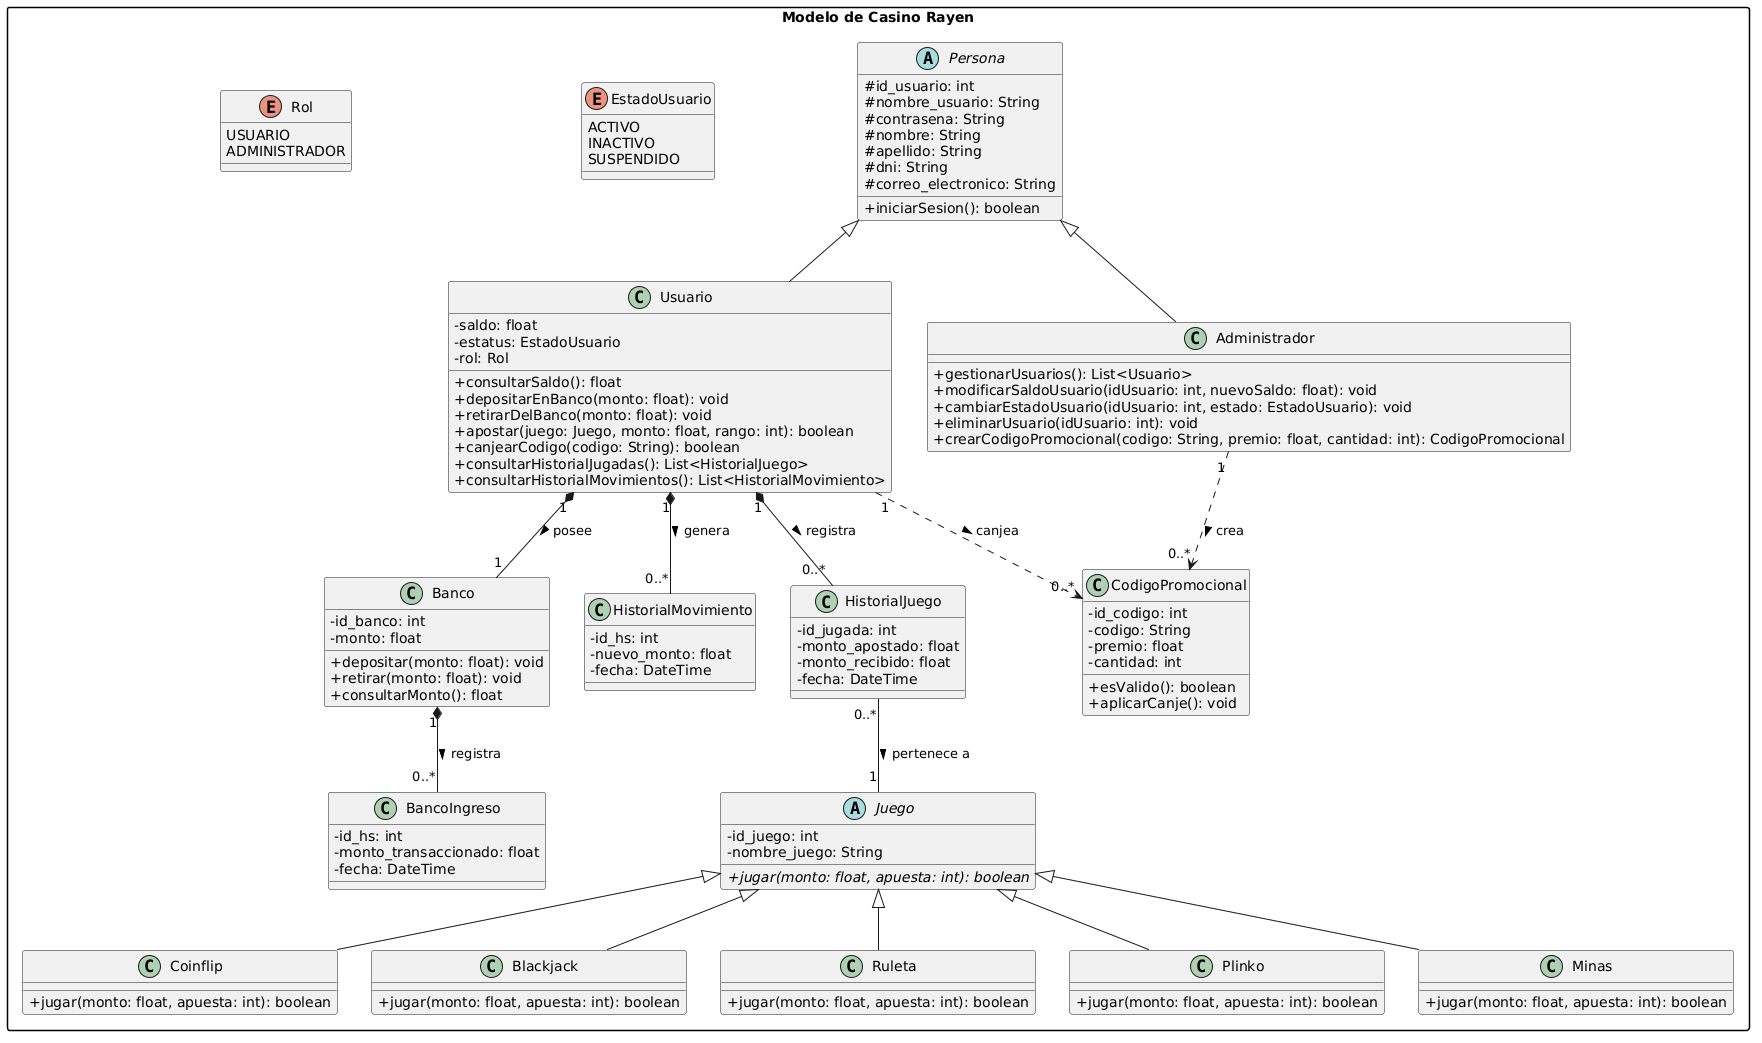 Modelo de Casino Rayen
A Persona
#id_usuario: int
#nombre_usuario: String
#contrasena: String
#nombre: String
#apellido: String
#dni: String
#correo_electronico: String
+iniciarSesion(): boolean
E Rol
USUARIO
ADMINISTRADOR
E EstadoUsuario
ACTIVO
INACTIVO
SUSPENDIDO
C Usuario
-saldo: float
-estatus: EstadoUsuario
-rol: Rol
+consultarSaldo(): float
+depositarEnBanco(monto: float): void
+retirarDelBanco(monto: float): void
+apostar(juego: Juego, monto: float, rango: int): boolean
+canjearCodigo(codigo: String): boolean
+consultarHistorialJugadas(): List<HistorialJuego>
+consultarHistorialMovimientos(): List<HistorialMovimiento>
C Administrador
+gestionarUsuarios(): List<Usuario>
+modificarSaldoUsuario(idUsuario: int, nuevoSaldo: float): void
+cambiarEstadoUsuario(idUsuario: int, estado: EstadoUsuario): void
+eliminarUsuario(idUsuario: int): void
+crearCodigoPromocional(codigo: String, premio: float, cantidad: int): CodigoPromocional
1
posee
1
1
genera
0..*
1
registra
0..*
1
canjea
0..*
1
crea
0..*
C Banco
-id_banco: int
-monto: float
+depositar(monto: float): void
+retirar(monto: float): void
+consultarMonto(): float
C HistorialMovimiento
-id_hs: int
-nuevo_monto: float
-fecha: DateTime
C HistorialJuego
-id_jugada: int
-monto_apostado: float
-monto_recibido: float
-fecha: DateTime
C CodigoPromocional
-id_codigo: int
-codigo: String
-premio: float
-cantidad: int
+esValido(): boolean
+aplicarCanje(): void
1
registra
0..*
0..*
pertenece a
1
C BancoIngreso
-id_hs: int
-monto_transaccionado: float
-fecha: DateTime
A Juego
-id_juego: int
-nombre_juego: String
+jugar(monto: float, apuesta: int): boolean
C Coinflip
+jugar(monto: float, apuesta: int): boolean
C Blackjack
+jugar(monto: float, apuesta: int): boolean
C Ruleta
+jugar(monto: float, apuesta: int): boolean
C Plinko
+jugar(monto: float, apuesta: int): boolean
C Minas
+jugar(monto: float, apuesta: int): boolean